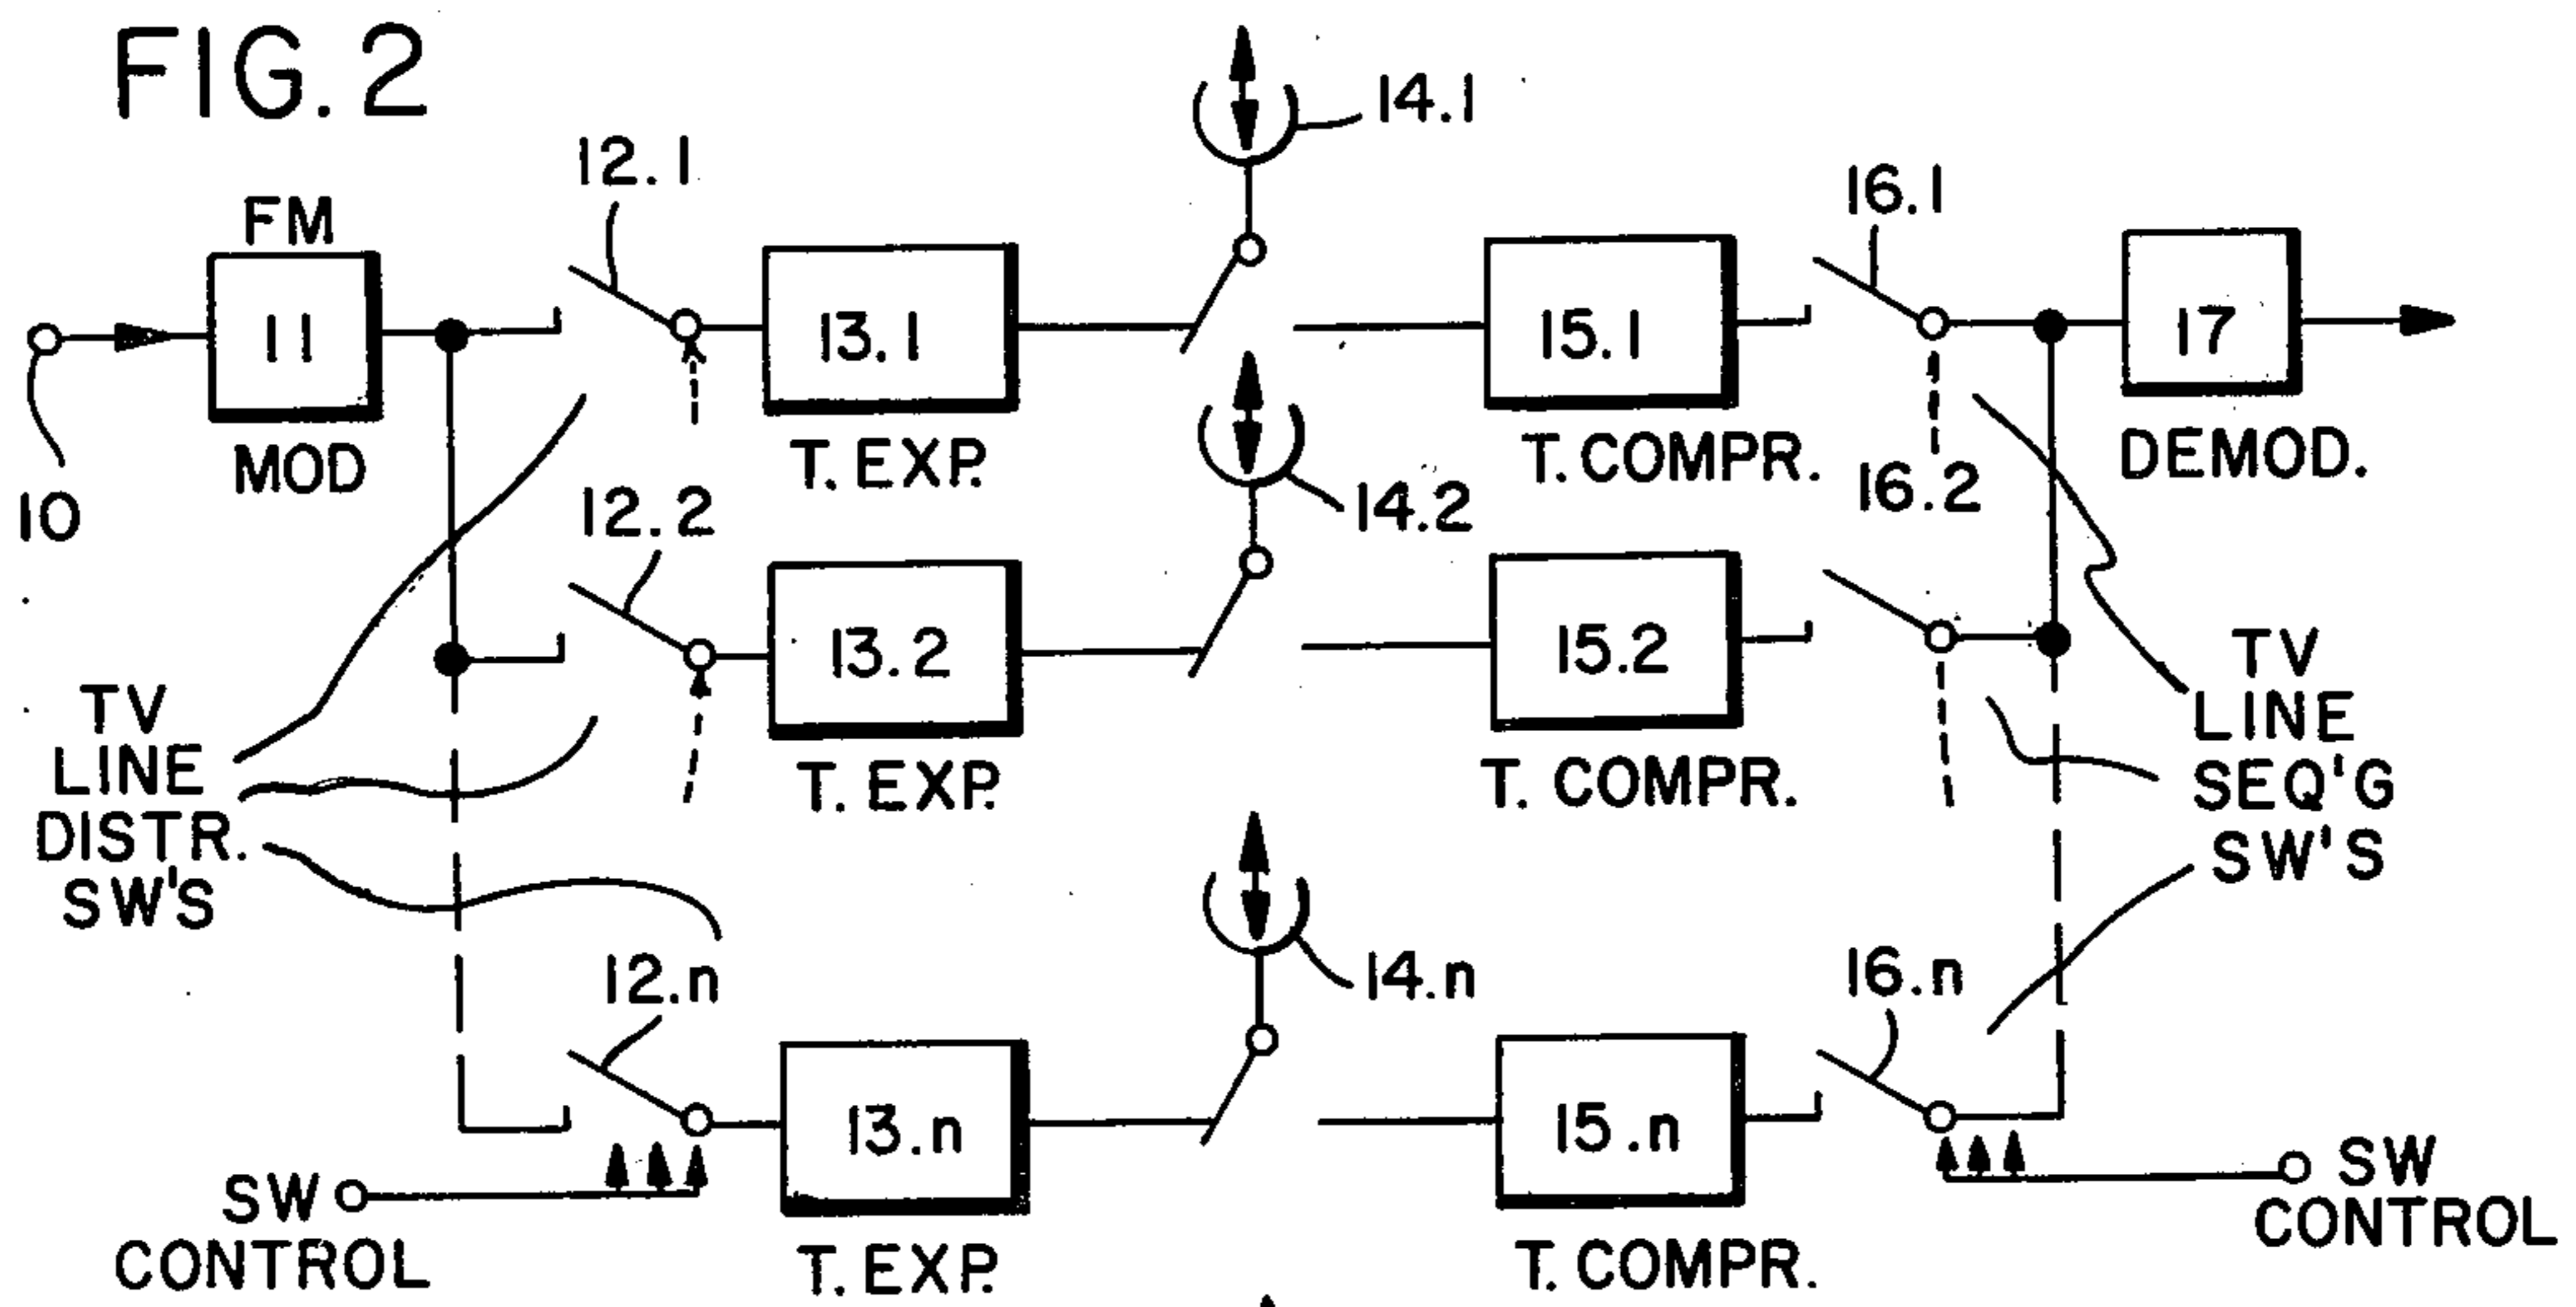 FIG. 2
14.1
12.1
16.1
FM
11
13.1
15.1
17
MOD
T. EXP.
T. COMPR.
DEMOD.
10
12.2
14.2
16.2
13.2
15.2
TV
LINE
DISTR.
SW'S
TV
LINE
SEQ'G
SW'S
T. EXP.
T. COMPR.
12.n
14.n
16.n
13.n
15.n
SW
CONTROL
SW
CONTROL
T. EXP.
T. COMPR.